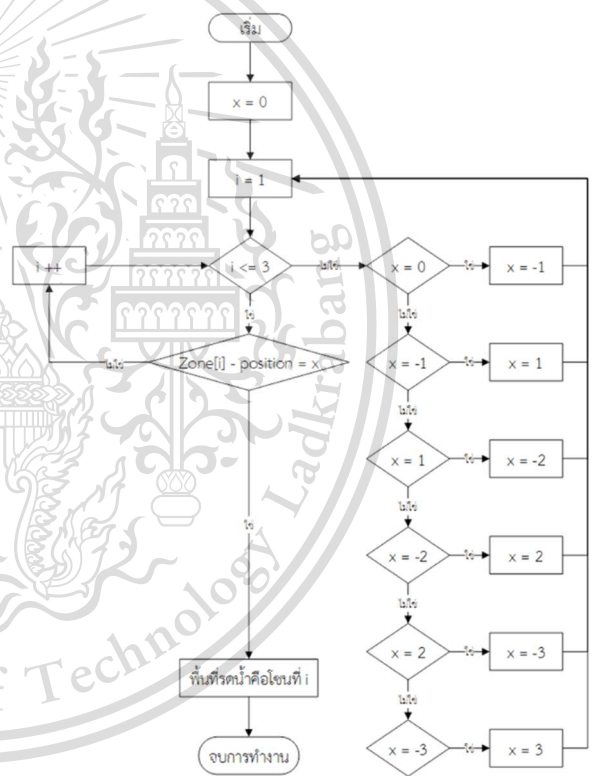 เริ่ม
x = 0
i = 1
i ++
i <= 3
ไม่ใช่
x = 0
ใช่
x = -1
ใช่
ไม่ใช่
ไม่ใช่
Zone[i] - position = x
x = -1
ใช่
x = 1
ไม่ใช่
x = 1
ใช่
x = -2
ใช่
ไม่ใช่
x = -2
ใช่
x = 2
ไม่ใช่
พื้นที่รดน้ำคือโซนที่ i
x = 2
ใช่
x = -3
ไม่ใช่
จบการทำงาน
x = -3
ใช่
x = 3
f Technology Ladkrabang